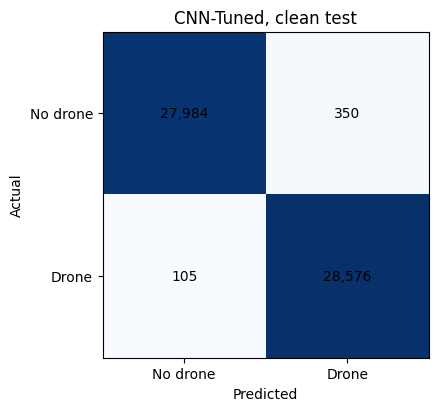 CNN-Tuned, clean test
No drone
27,984
350
Actual
Drone
105
28,576
No drone
Drone
Predicted